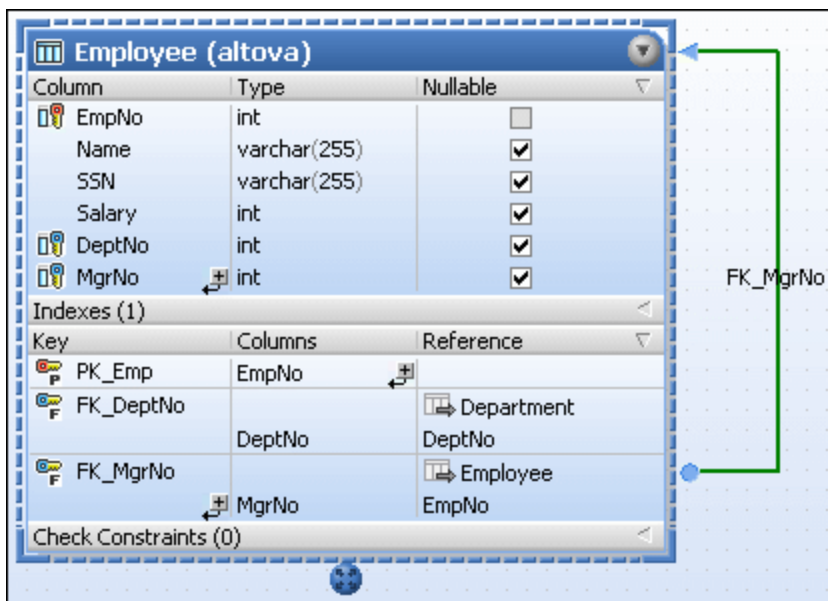 Employee (altova)
Column Type Nullable
EmpNo int
Name varchar(255)
SSN varchar(255)
Salary int
DeptNo int
MgrNo int
FK_MgrNo
Indexes (1)
Key Columns Reference
P PK_Emp EmpNo
F FK_DeptNo Department
DeptNo DeptNo
F FK_MgrNo Employee
MgrNo EmpNo
Check Constraints (0)